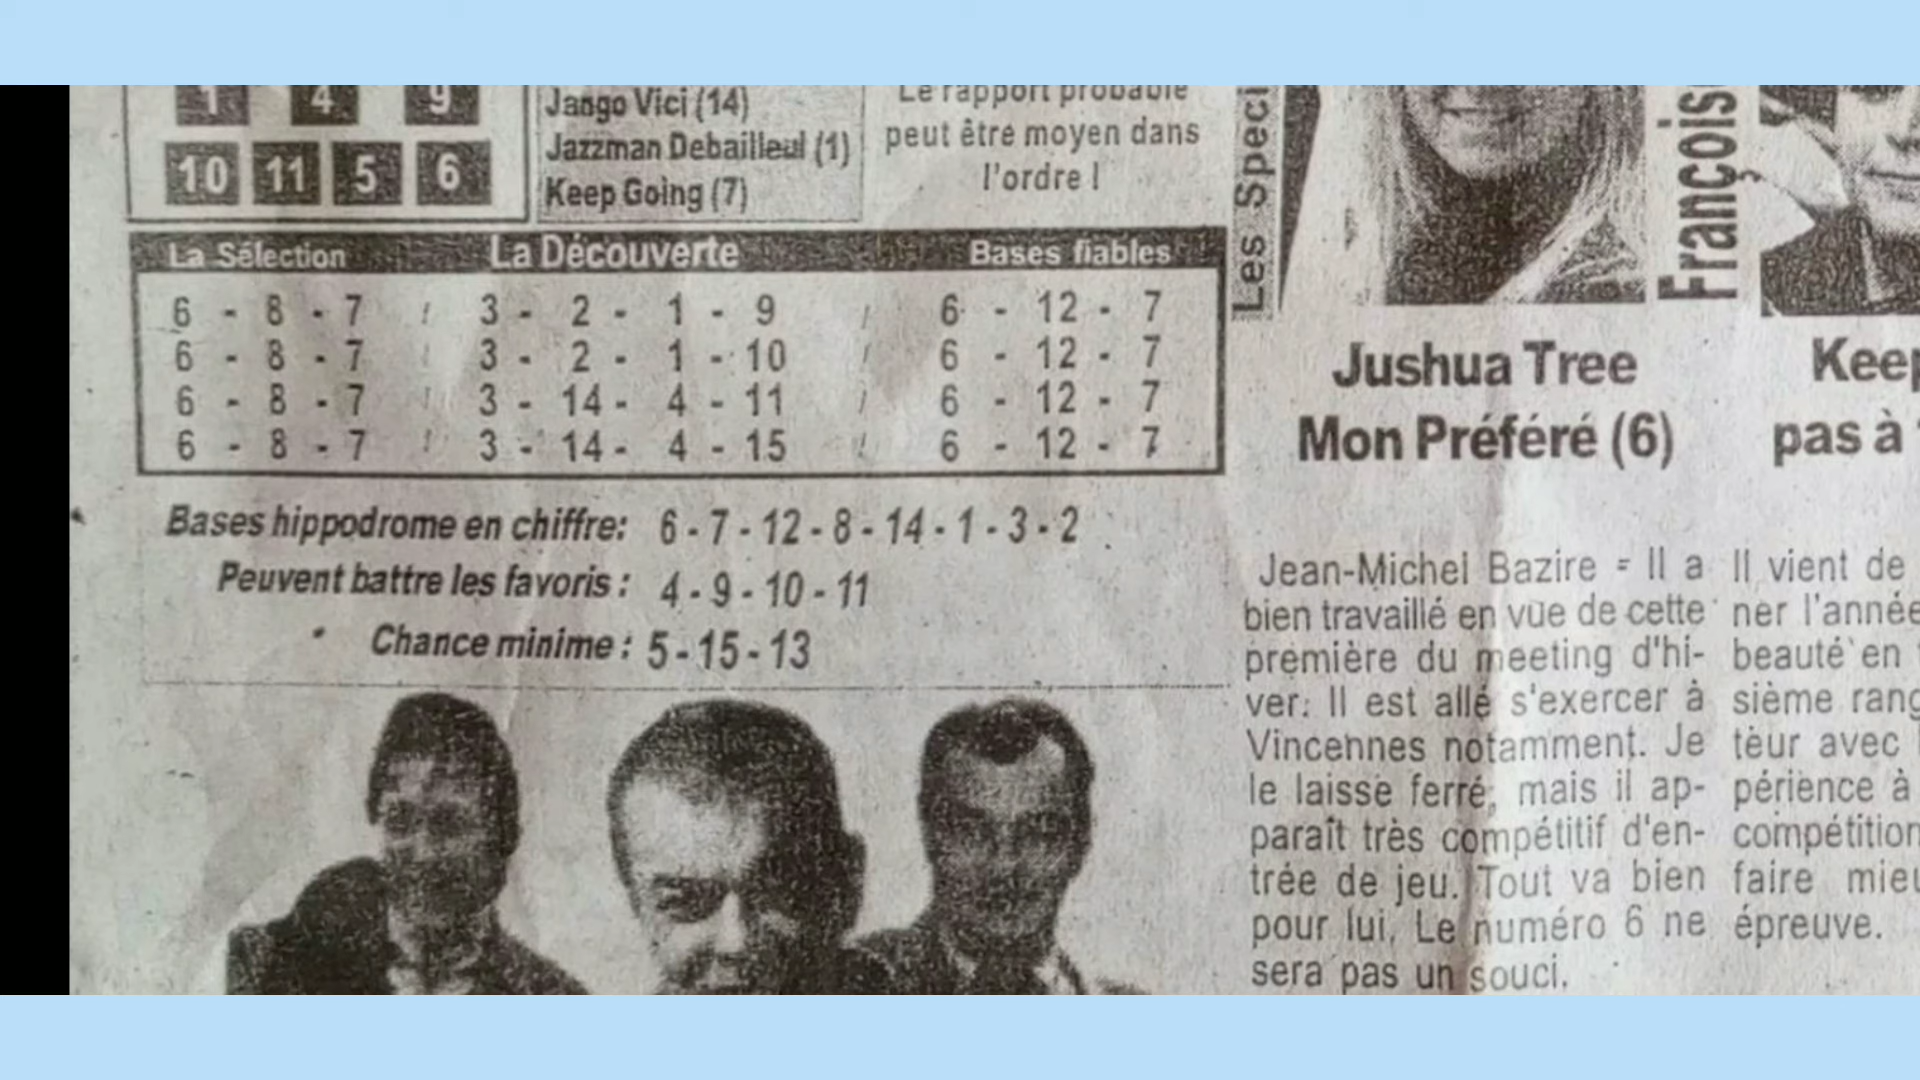 1 4 9
10 11 5 6
Jango Vici (14)
Jazzman Debailleul (1)
Keep Going (7)
Le rapport probable
peut être moyen dans
l'ordre !
La Sélection La Découverte Bases fiables
6 - 8 - 7 / 3 - 2 - 1 - 9 / 6 - 12 - 7
6 - 8 - 7 / 3 - 2 - 1 - 10 / 6 - 12 - 7
6 - 8 - 7 / 3 - 14 - 4 - 11 / 6 - 12 - 7
6 - 8 - 7 / 3 - 14 - 4 - 15 / 6 - 12 - 7
Bases hippodrome en chiffre: 6 - 7 - 12 - 8 - 14 - 1 - 3 - 2
Peuvent battre les favoris : 4 - 9 - 10 - 11
Chance minime : 5 - 15 - 13
Les
François
Jushua Tree
Mon Préféré (6)
Jean-Michel Bazire = Il a
bien travaillé en vue de cette
première du meeting d'hi-
ver. Il est allé s'exercer à
Vincennes notamment. Je
le laisse ferré, mais il ap-
paraît très compétitif d'en-
trée de jeu. Tout va bien
pour lui. Le numéro 6 ne
sera pas un souci.
Keep
pas à
Il vient de
ner l'année
beauté en
sième rang
teur avec
périence à
compétition
faire mieu
épreuve.